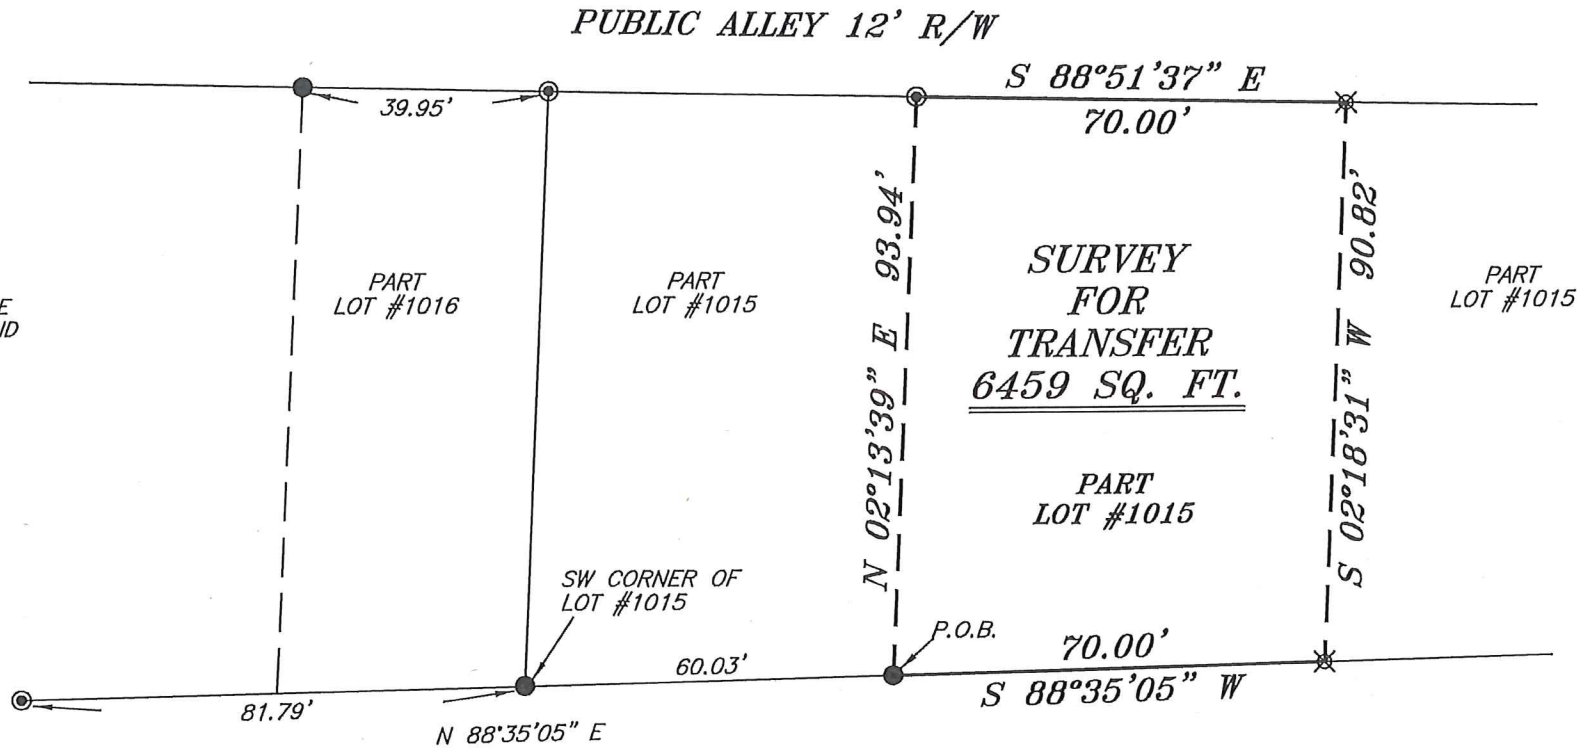 PUBLIC ALLEY 12' R/W
S 88°51'37" E
70.00'
39.95'
N 02°13'39" E 93.94'
S 02°18'31" W 90.82'
PART
LOT #1016
PART
LOT #1015
SURVEY
FOR
TRANSFER
6459 SQ. FT.
PART
LOT #1015
PART
LOT #1015
E
ND
SW CORNER OF
LOT #1015
P.O.B.
60.03'
70.00'
S 88°35'05" W
81.79'
N 88°35'05" E